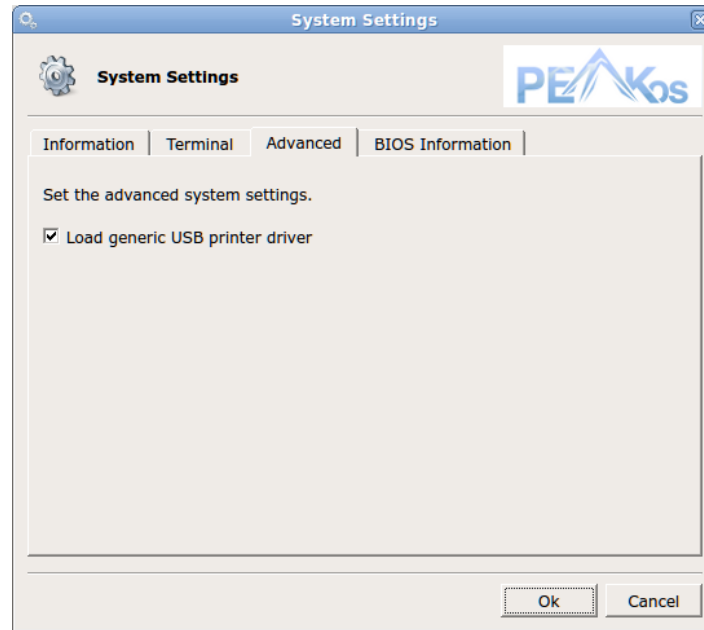 System Settings
System Settings
PEAKos
Information Terminal Advanced BIOS Information
Set the advanced system settings.
Load generic USB printer driver
Ok Cancel